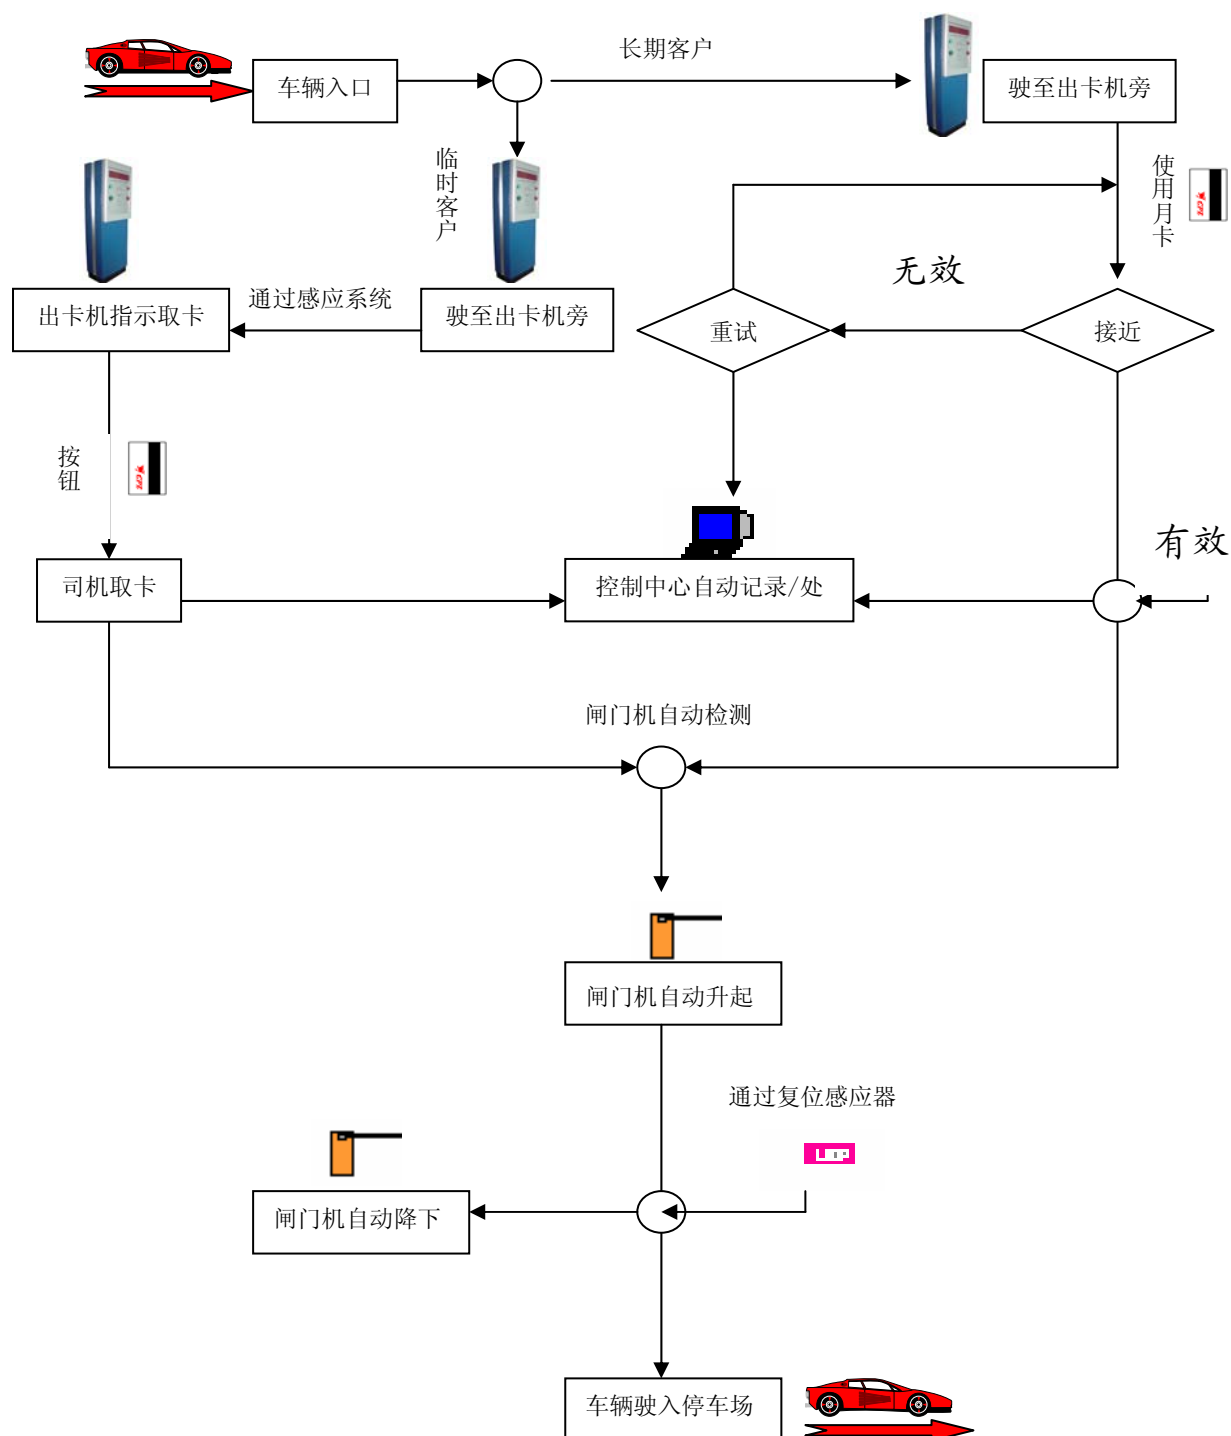 长期客户
车辆入口
驶至出卡机旁
临时客户
使用月卡
无效
通过感应系统
出卡机指示取卡
驶至出卡机旁
重试
接近
按钮
有效
司机取卡
控制中心自动记录/处
闸门机自动检测
闸门机自动升起
通过复位感应器
闸门机自动降下
车辆驶入停车场